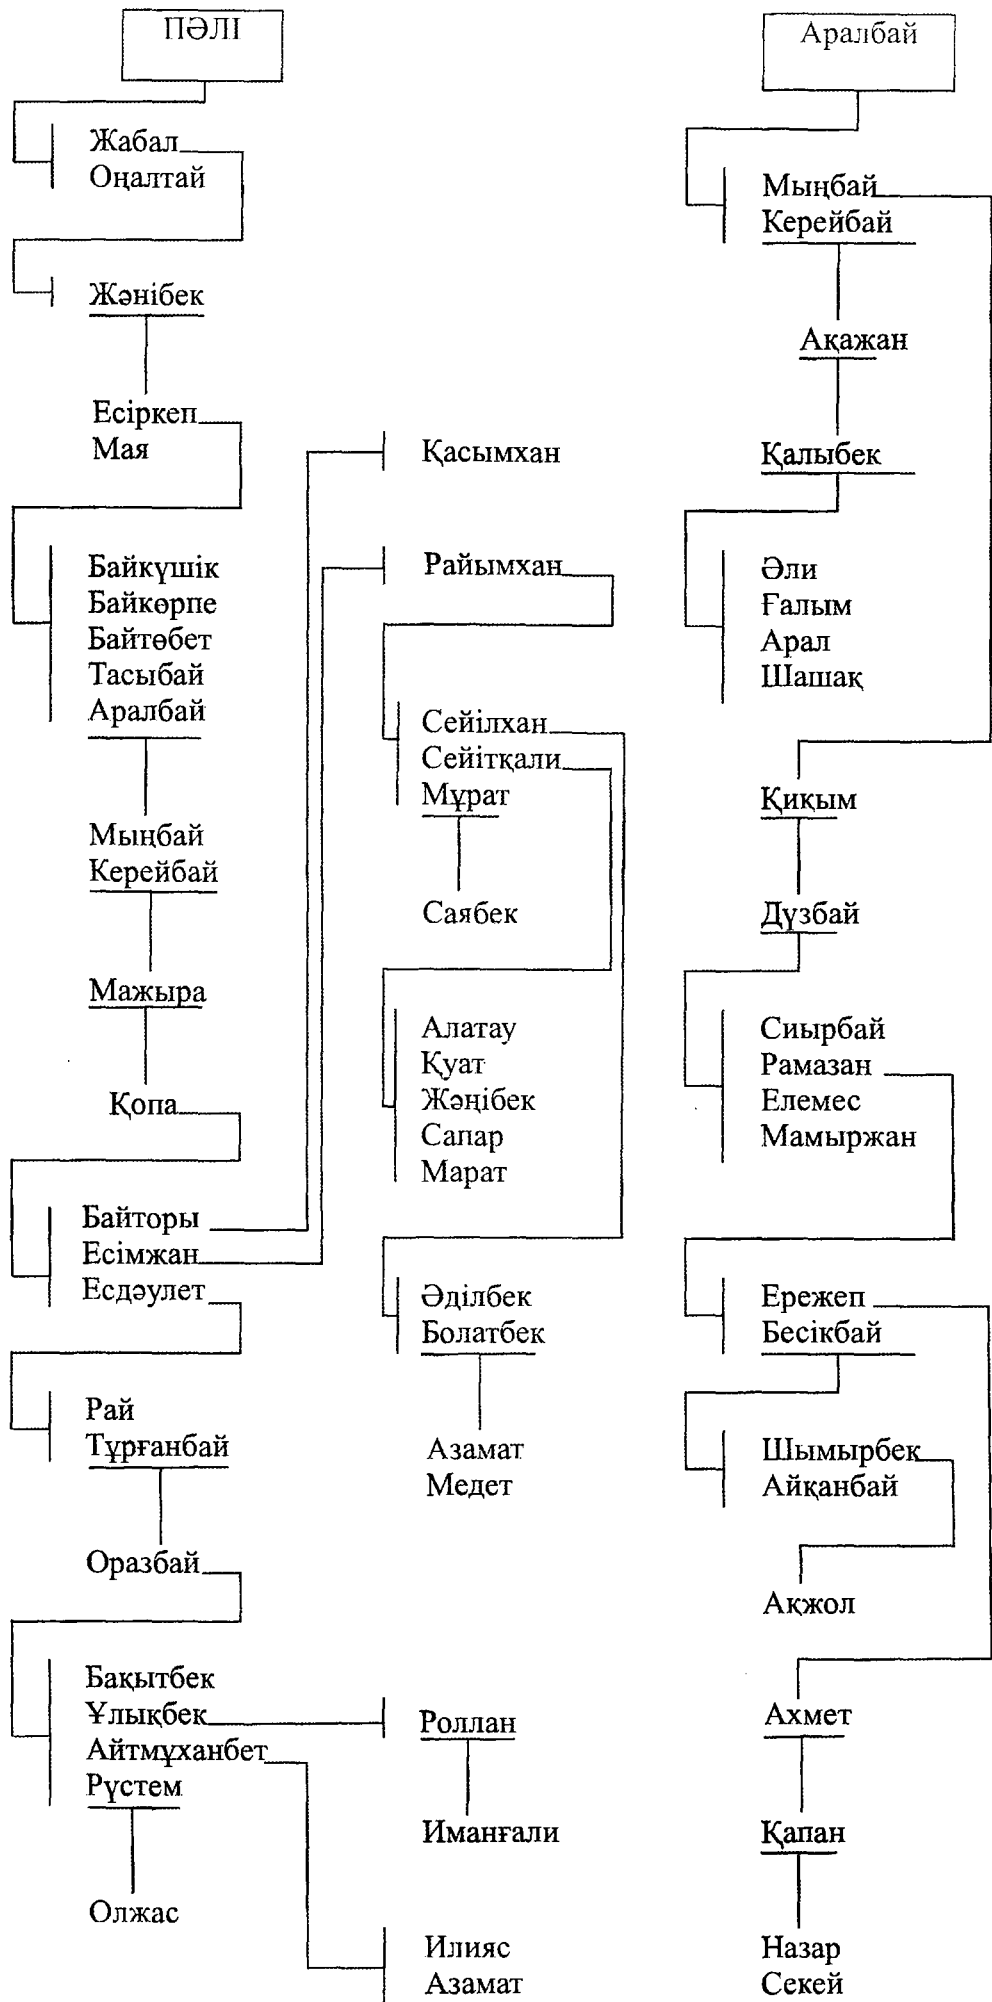 ПӘЛІ
Жабал
Оңалтай
Жәнібек
Есіркеп
Мая
Байкүшік
Байкөрпе
Байтөбет
Тасыбай
Аралбай
Мыңбай
Керейбай
Мажыра
Қопа
Байторы
Есімжан
Есдәулет
Рай
Тұрғанбай
Оразбай
Бақытбек
Ұлықбек
Айтмұханбет
Рүстем
Олжас
Қасымхан
Райымхан
Сейілхан
Сейітқали
Мұрат
Саябек
Алатау
Қуат
Жәңібек
Сапар
Марат
Әділбек
Болатбек
Азамат
Медет
Роллан
Иманғали
Илияс
Азамат
Аралбай
Мыңбай
Керейбай
Ақажан
Қалыбек
Әли
Ғалым
Арал
Шашақ
Қиқым
Дүзбай
Сиырбай
Рамазан
Елемес
Мамыржан
Ережеп
Бесікбай
Шымырбек
Айқанбай
Ақжол
Ахмет
Қапан
Назар
Секей